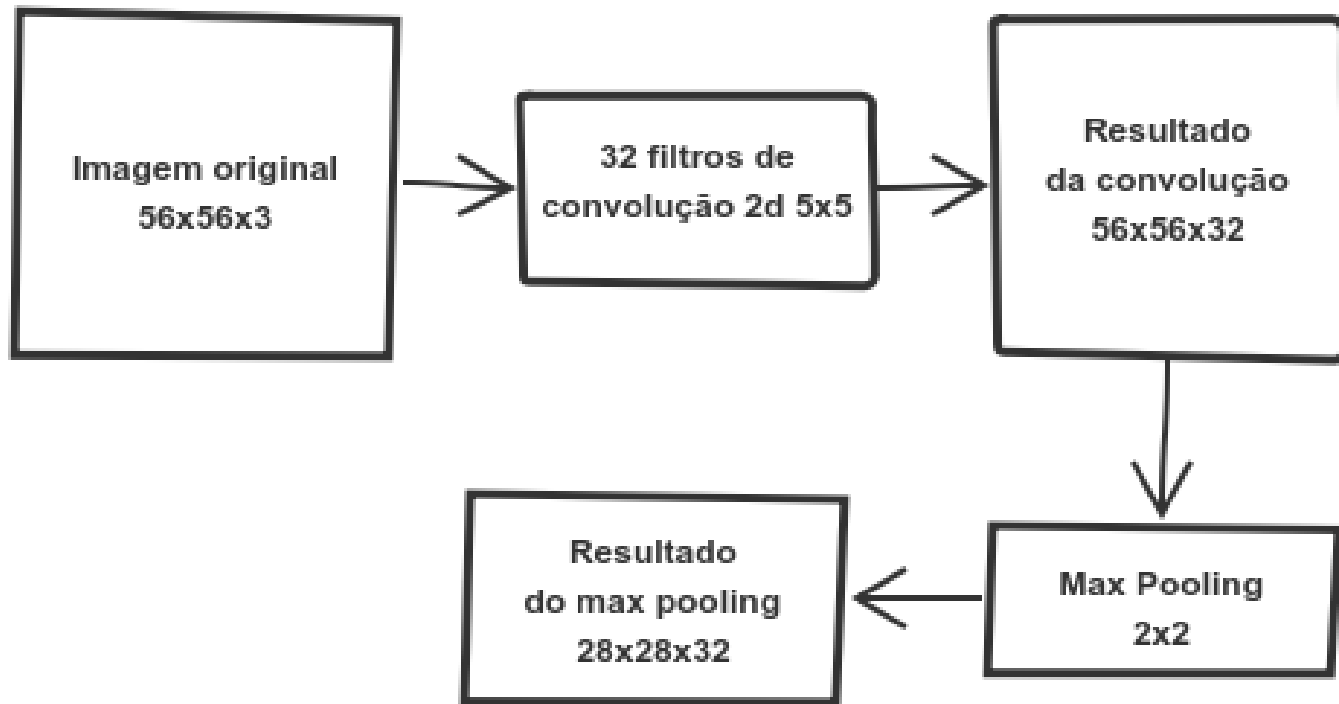 Imagem original
56x56x3
32 filtros de
convolução 2d 5x5
Resultado
da convolução
56x56x32
Max Pooling
2x2
Resultado
do max pooling
28x28x32